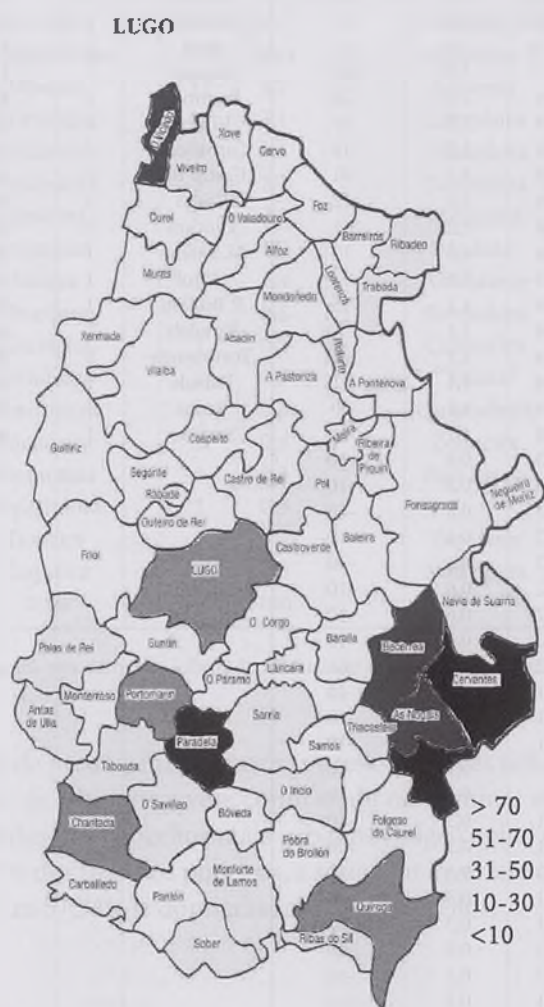 LUGO
O Vicedo
Xove
Cervo
Viveiro
Ourol
O Valadouro
Foz
Barreiros
Ribadeo
Alfoz
Muras
Mondoñedo
Lourenzá
Trabada
Xermade
Abadín
Vilalba
A Pastoriza
Riotorto
A Pontenova
Guitiriz
Cospeito
Meira
Ribeira
de
Piquín
Begonte
Castro de Rei
Pol
Rábade
Fonsagrada
Negueira
de Muñiz
Outeiro de Rei
Friol
Castroverde
Baleira
LUGO
Navia de Suarna
O Corgo
Baralla
Becerreá
Palas de Rei
Guntín
Cervantes
O Páramo
Láncara
Monterroso
Portomarín
Antas
de Ulla
Sarria
As Nogais
Triacastela
Paradela
Samos
Taboada
> 70
O Saviñao
O Incio
Chantada
Bóveda
Folgoso
do Caurel
51-70
Pobra
do Brollón
31-50
Carballedo
Monforte
de Lemos
Pantón
10-30
Quiroga
Ribas do Sil
<10
Sober